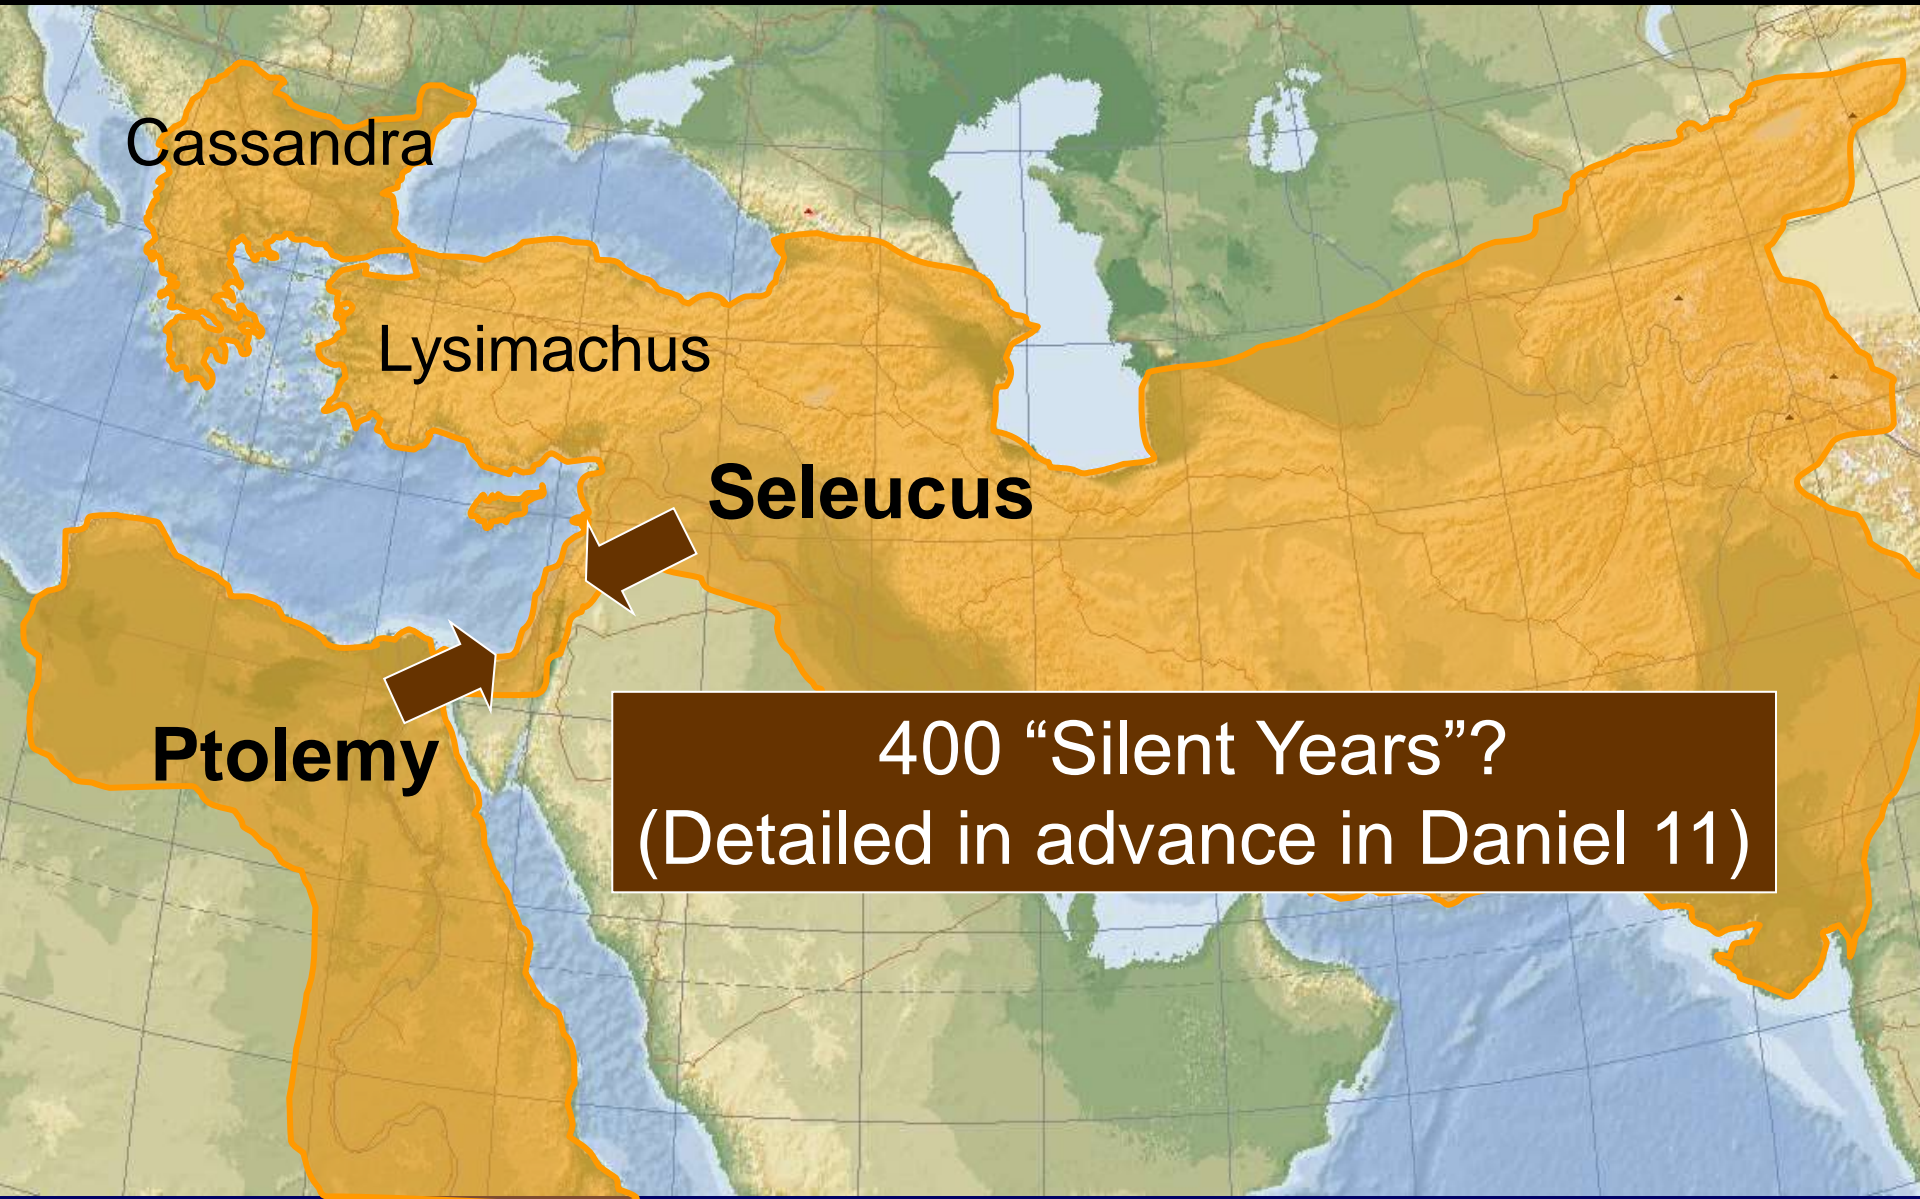 Cassandra
Lysimachus
Seleucus
Ptolemy
400 “Silent Years”?
(Detailed in advance in Daniel 11)